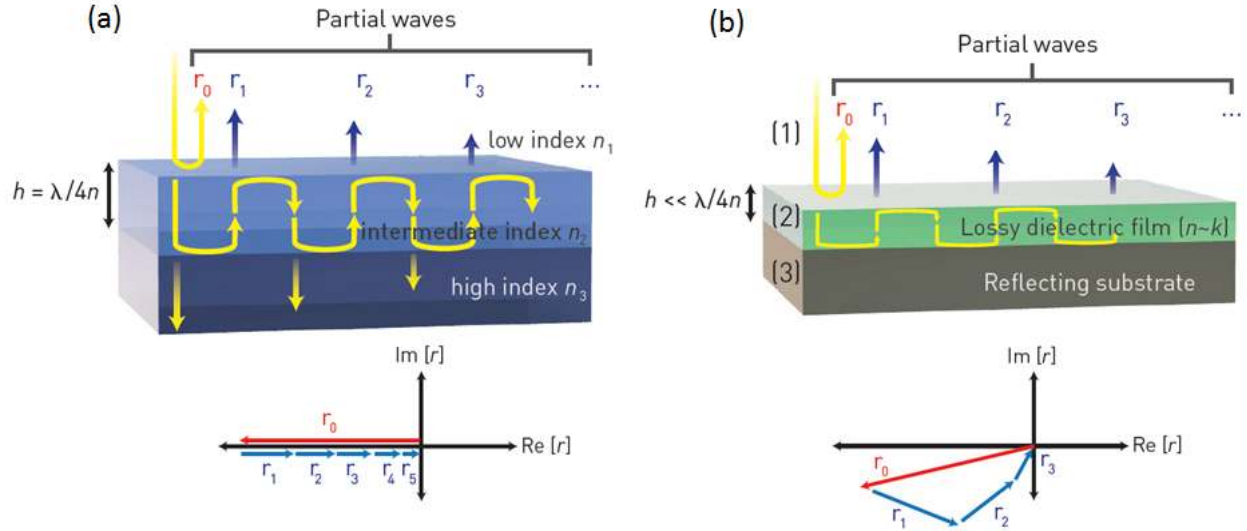 (a)
Partial waves
r0 r1 r2 r3 ...
low index n1
h = λ/4n
intermediate index n2
high index n3
Im [r]
r0
Re [r]
r1 r2 r3 r4 r5
(b)
Partial waves
r0 r1 r2 r3 ...
(1)
h << λ/4n
(2)
Lossy dielectric film (n~k)
(3)
Reflecting substrate
Im [r]
Re [r]
r0
r3
r1
r2